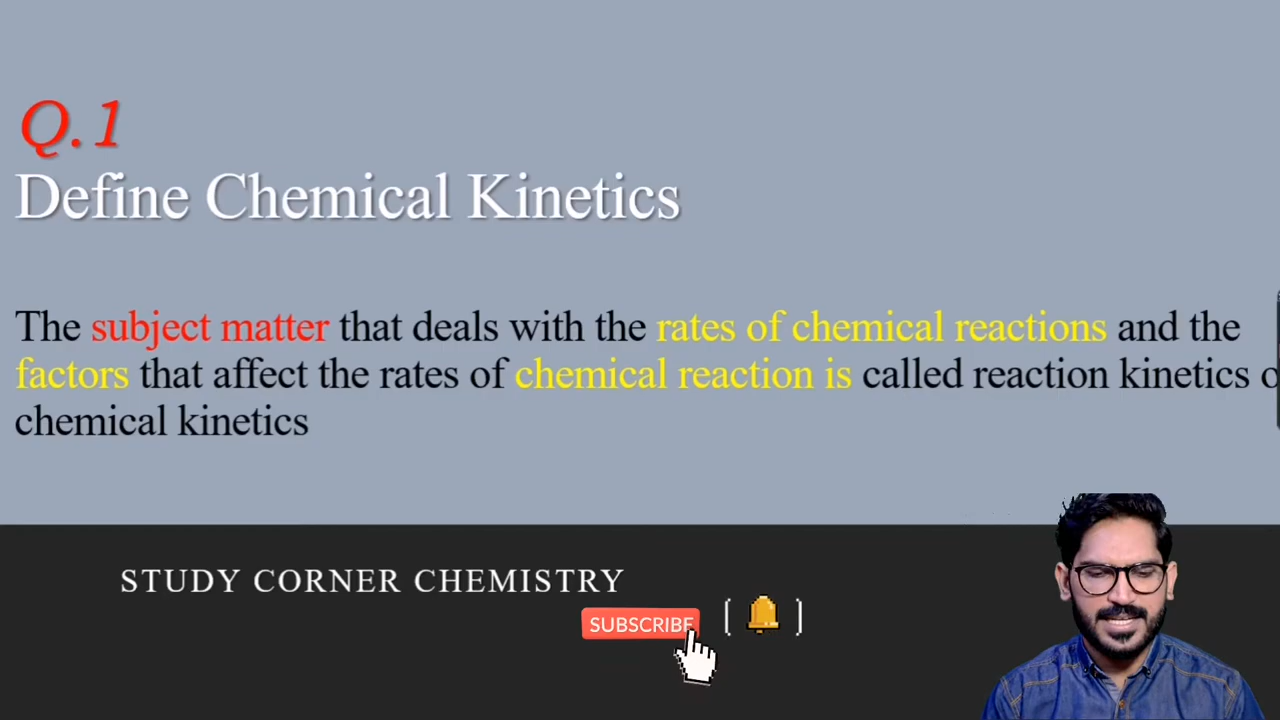 Q.1
Define Chemical Kinetics
The subject matter that deals with the rates of chemical reactions and the
factors that affect the rates of chemical reaction is called reaction kinetics
chemical kinetics
STUDY CORNER CHEMISTRY
SUBSCRIBE